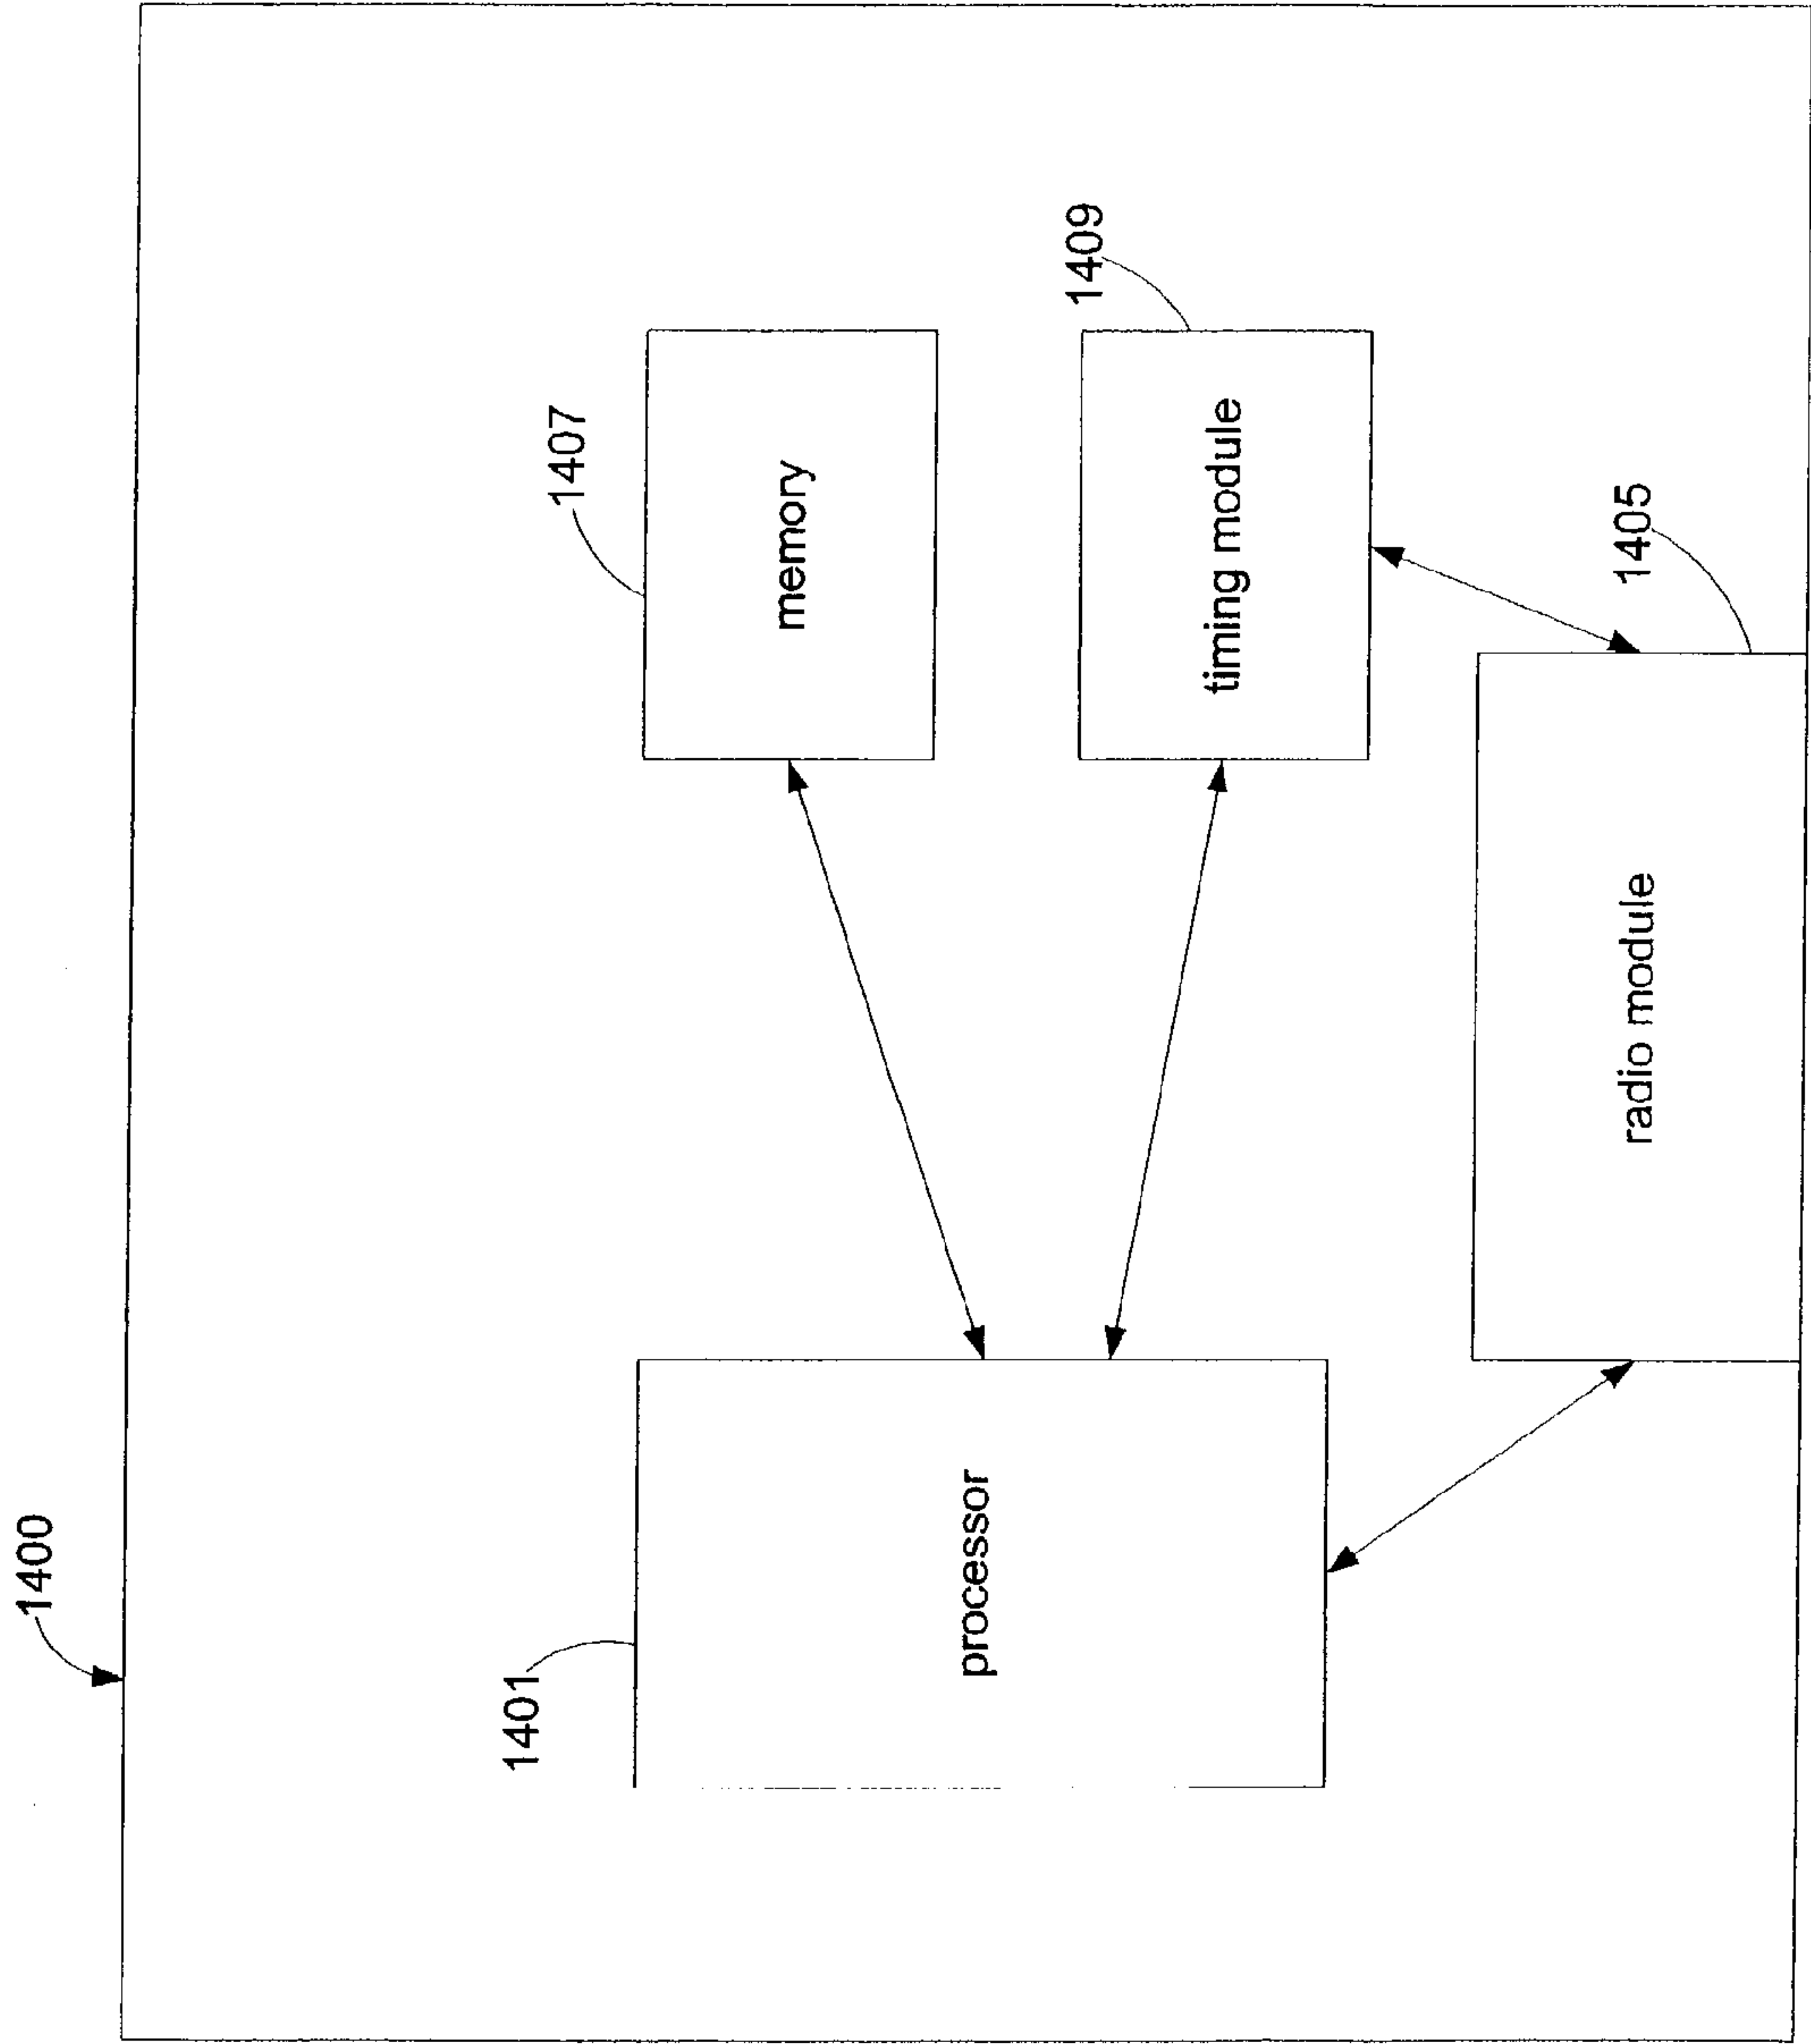 1400
1401
processor
1407
memory
1409
timing module
1405
radio module